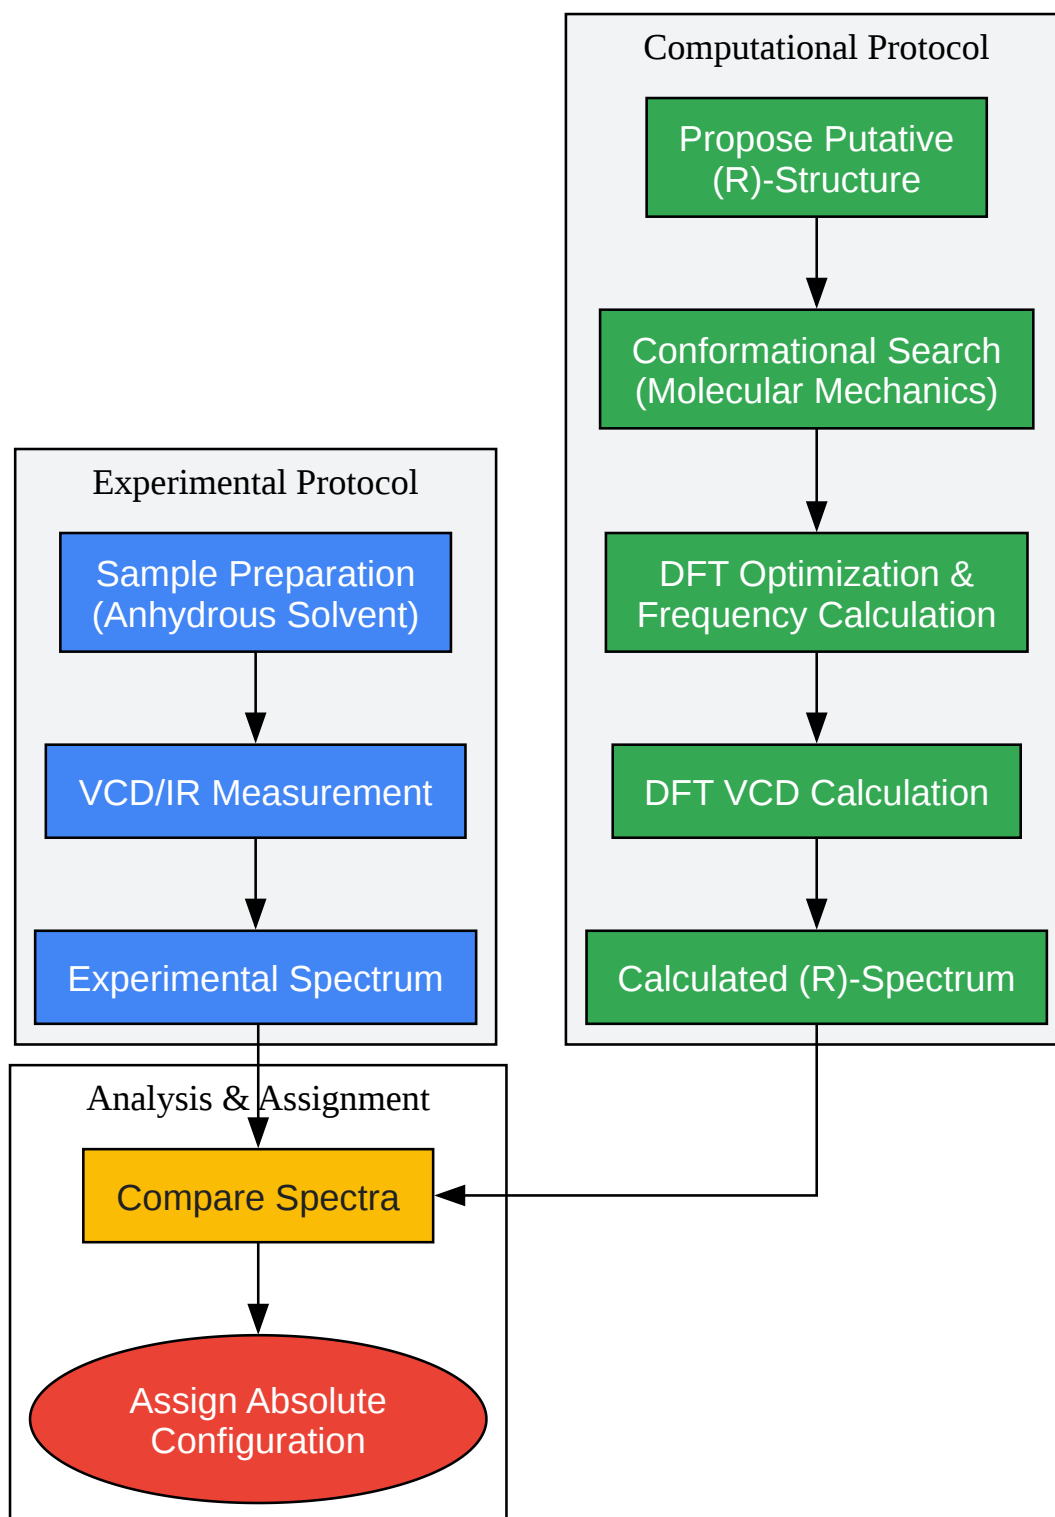 Computational Protocol
Propose Putative
(R)-Structure
Conformational Search
(Molecular Mechanics)
DFT Optimization &
Frequency Calculation
DFT VCD Calculation
Calculated (R)-Spectrum
Experimental Protocol
Sample Preparation
(Anhydrous Solvent)
VCD/IR Measurement
Experimental Spectrum
Analysis & Assignment
Compare Spectra
Assign Absolute
Configuration